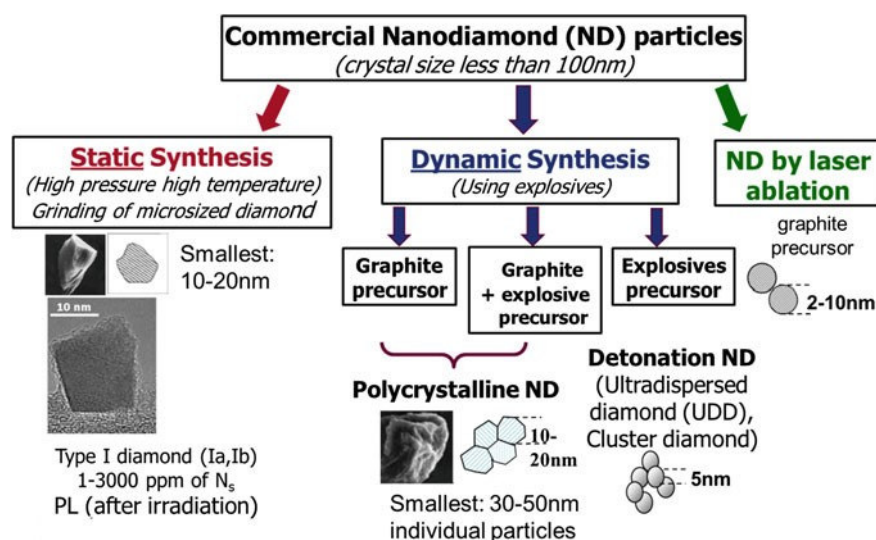 Commercial Nanodiamond (ND) particles
(crystal size less than 100nm)
Static Synthesis
(High pressure high temperature)
Grinding of microsized diamond
Smallest:
10-20nm
10 nm
Type I diamond (Ia,Ib)
1-3000 ppm of Ns
PL (after irradiation)
Dynamic Synthesis
(Using explosives)
Graphite
precursor
Graphite
+ explosive
precursor
Explosives
precursor
Polycrystalline ND
10-
20nm
Smallest: 30-50nm
individual particles
Detonation ND
(Ultradispersed
diamond (UDD),
Cluster diamond)
5nm
ND by laser
ablation
graphite
precursor
2-10nm